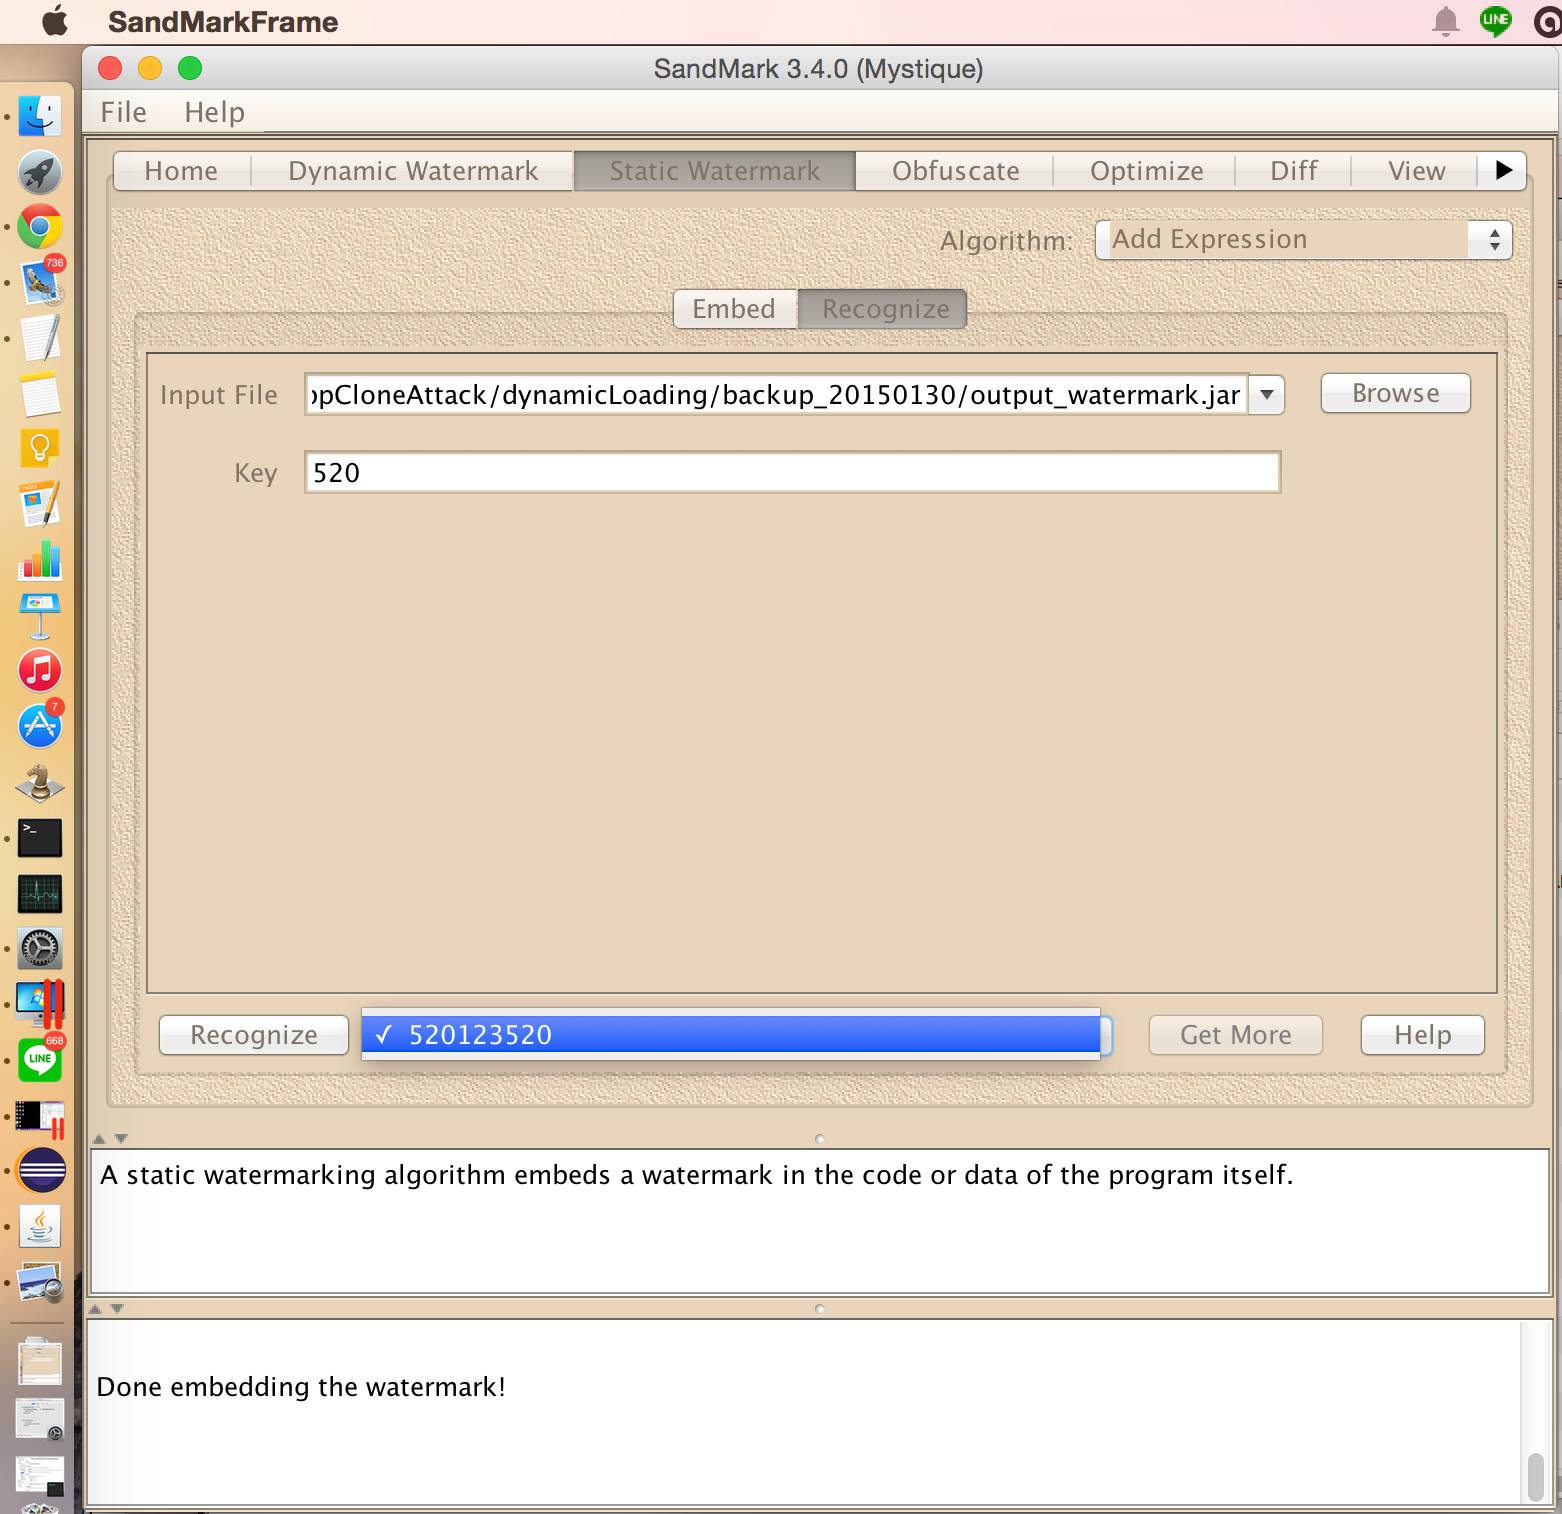 SandMarkFrame
LINE
SandMark 3.4.0 (Mystique)
File Help
Home Dynamic Watermark Static Watermark Obfuscate Optimize Diff View
Algorithm: Add Expression
Embed Recognize
Input File ppCloneAttack/dynamicLoading/backup_20150130/output_watermark.jar Browse
Key 520
Recognize ✓ 520123520 Get More Help
A static watermarking algorithm embeds a watermark in the code or data of the program itself.
Done embedding the watermark!
736
PAGES
7
>_
668
LINE